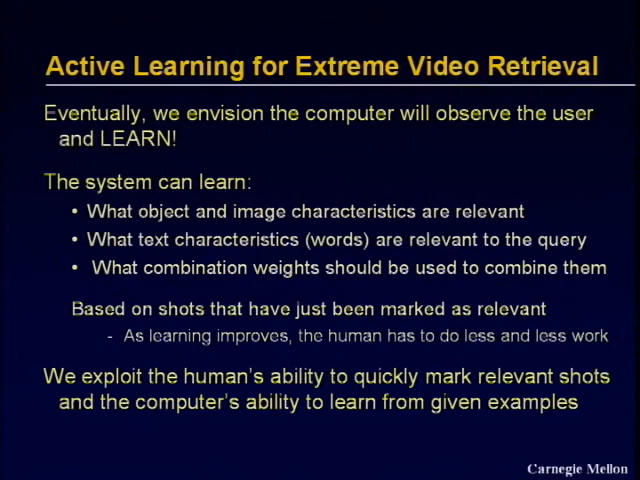 Active Learning for Extreme Video Retrieval
Eventually, we envision the computer will observe the user
and LEARN!
The system can learn:
• What object and image characteristics are relevant
• What text characteristics (words) are relevant to the query
• What combination weights should be used to combine them
Based on shots that have just been marked as relevant
- As learning improves, the human has to do less and less work
We exploit the human's ability to quickly mark relevant shots
and the computer's ability to learn from given examples
Carnegie Mellon